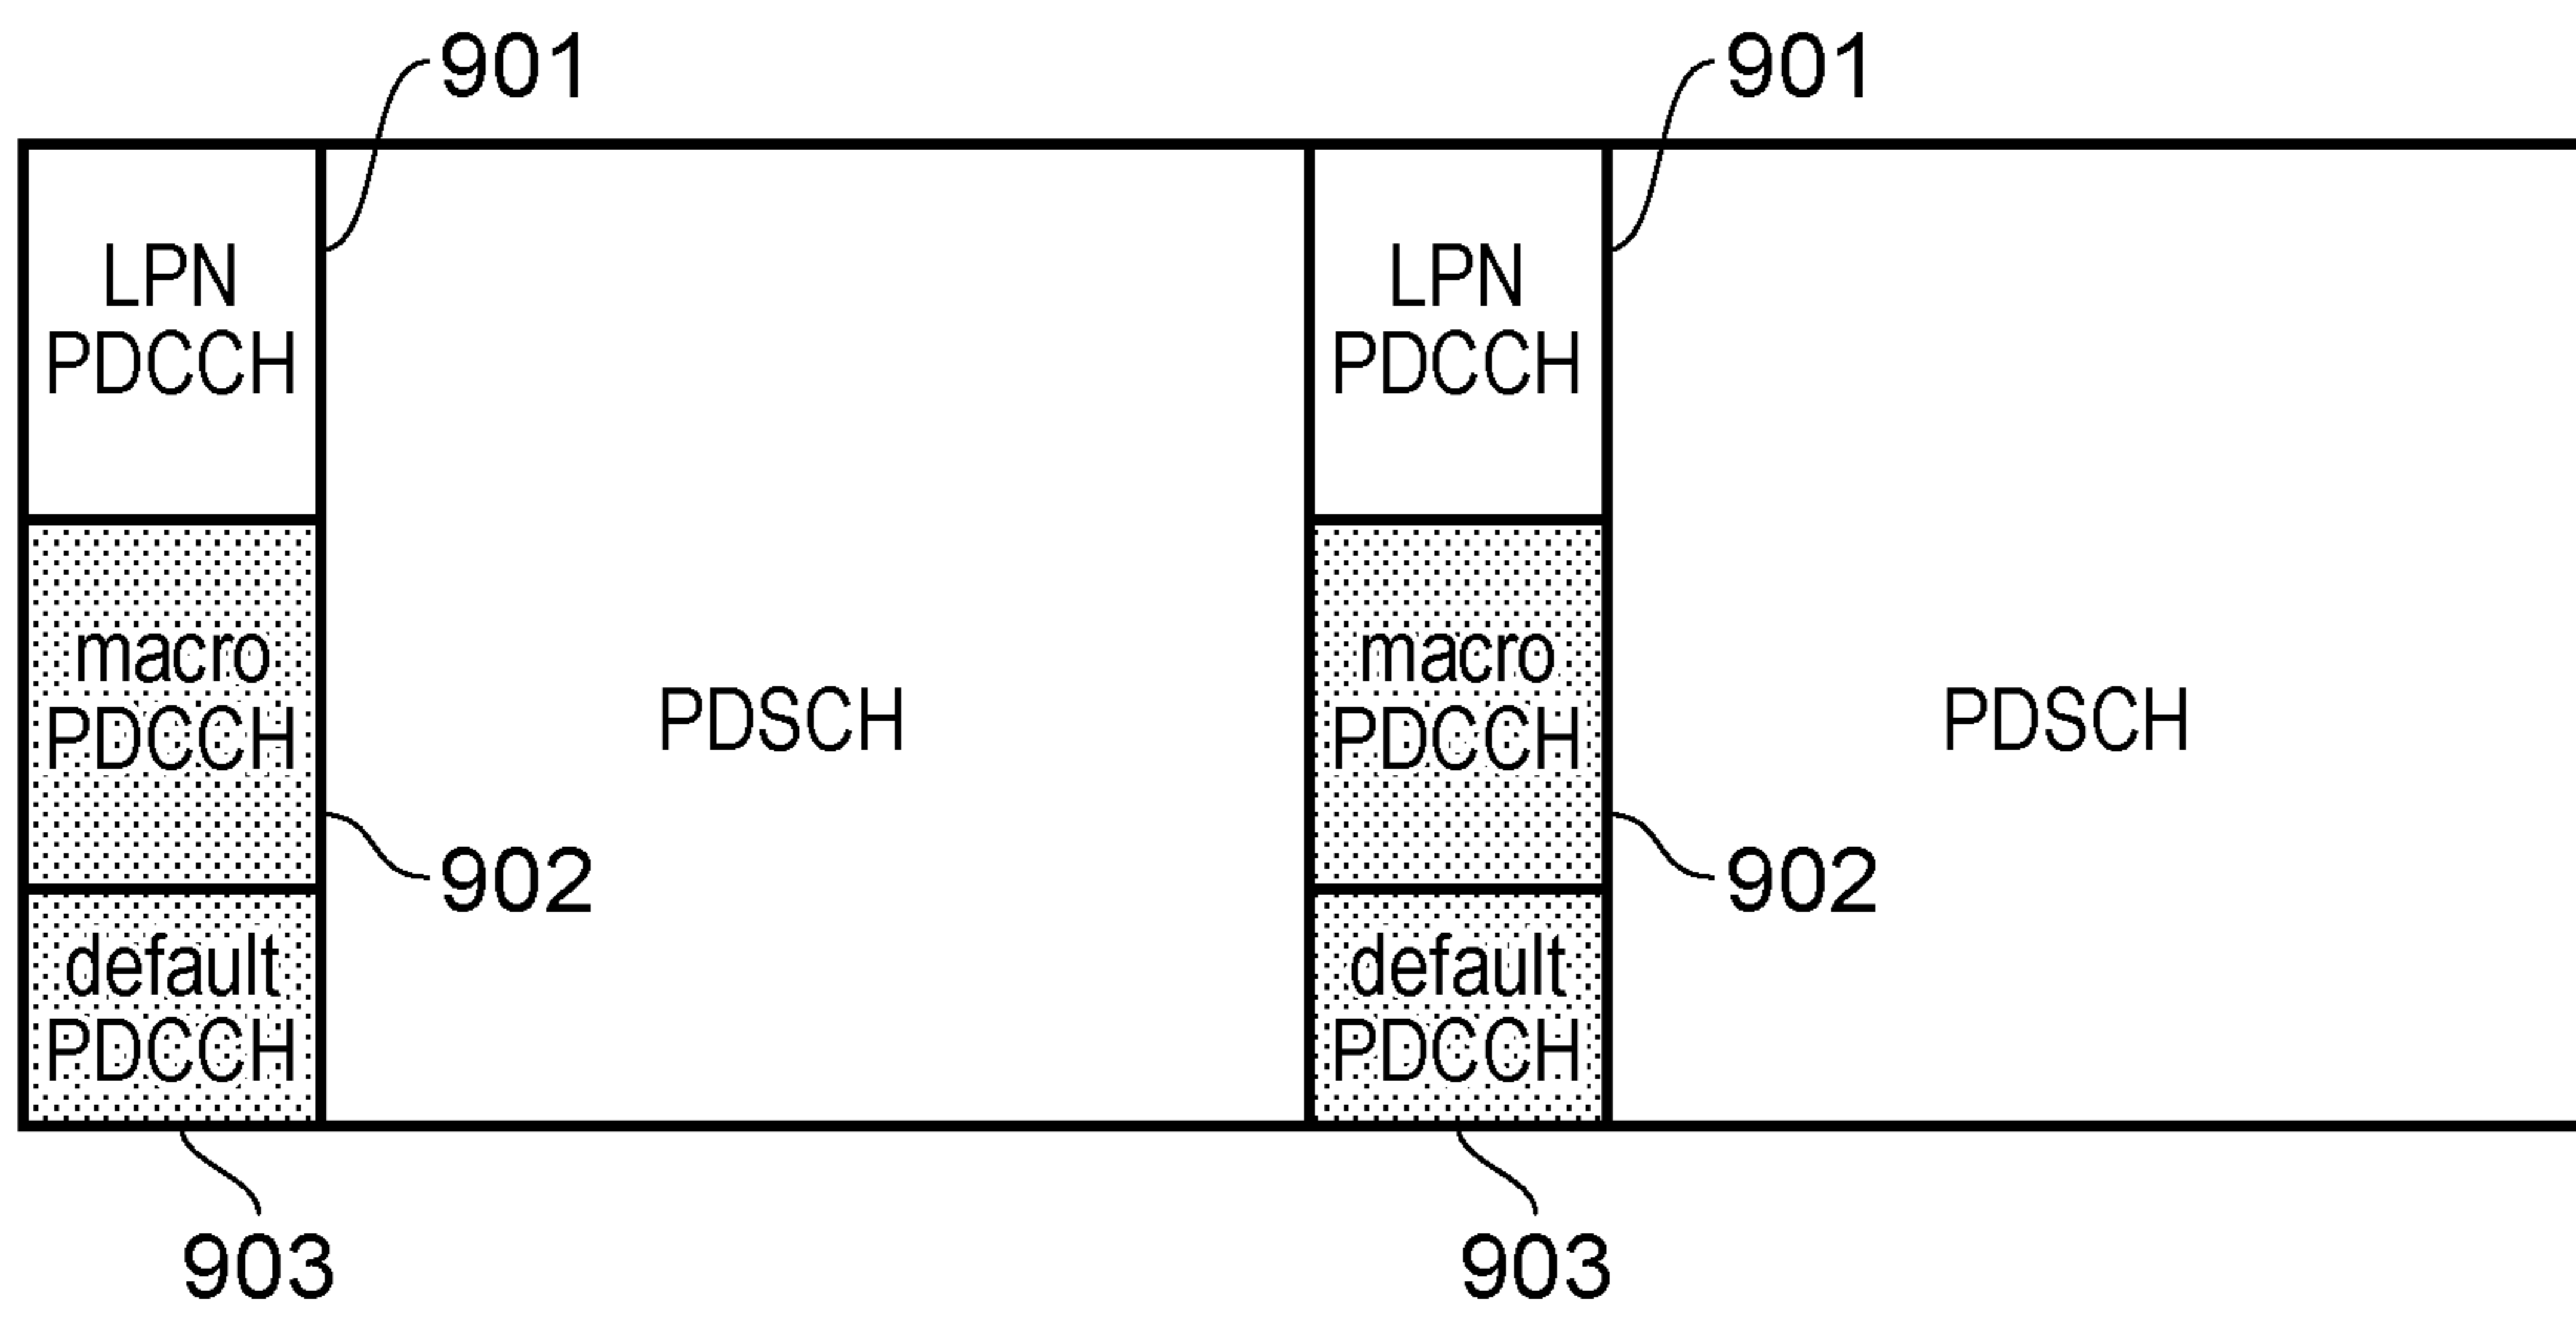 901
901
LPN
PDCCH
LPN
PDCCH
macro
PDCCH
PDSCH
macro
PDCCH
PDSCH
902
902
default
PDCCH
default
PDCCH
903
903